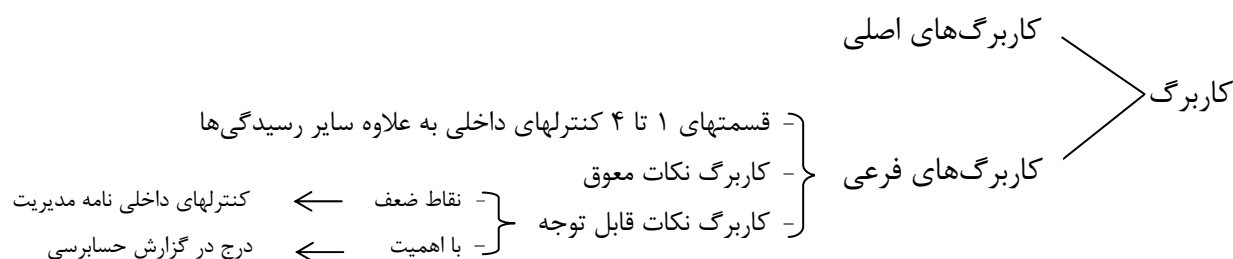 کاربرگ
کاربرگ‌های اصلی
کاربرگ‌های فرعی
- قسمتهای ۱ تا ۴ کنترلهای داخلی به علاوه سایر رسیدگی‌ها
- کاربرگ نکات معوق
- کاربرگ نکات قابل توجه
- نقاط ضعف ← کنترلهای داخلی نامه مدیریت
- با اهمیت ← درج در گزارش حسابرسی